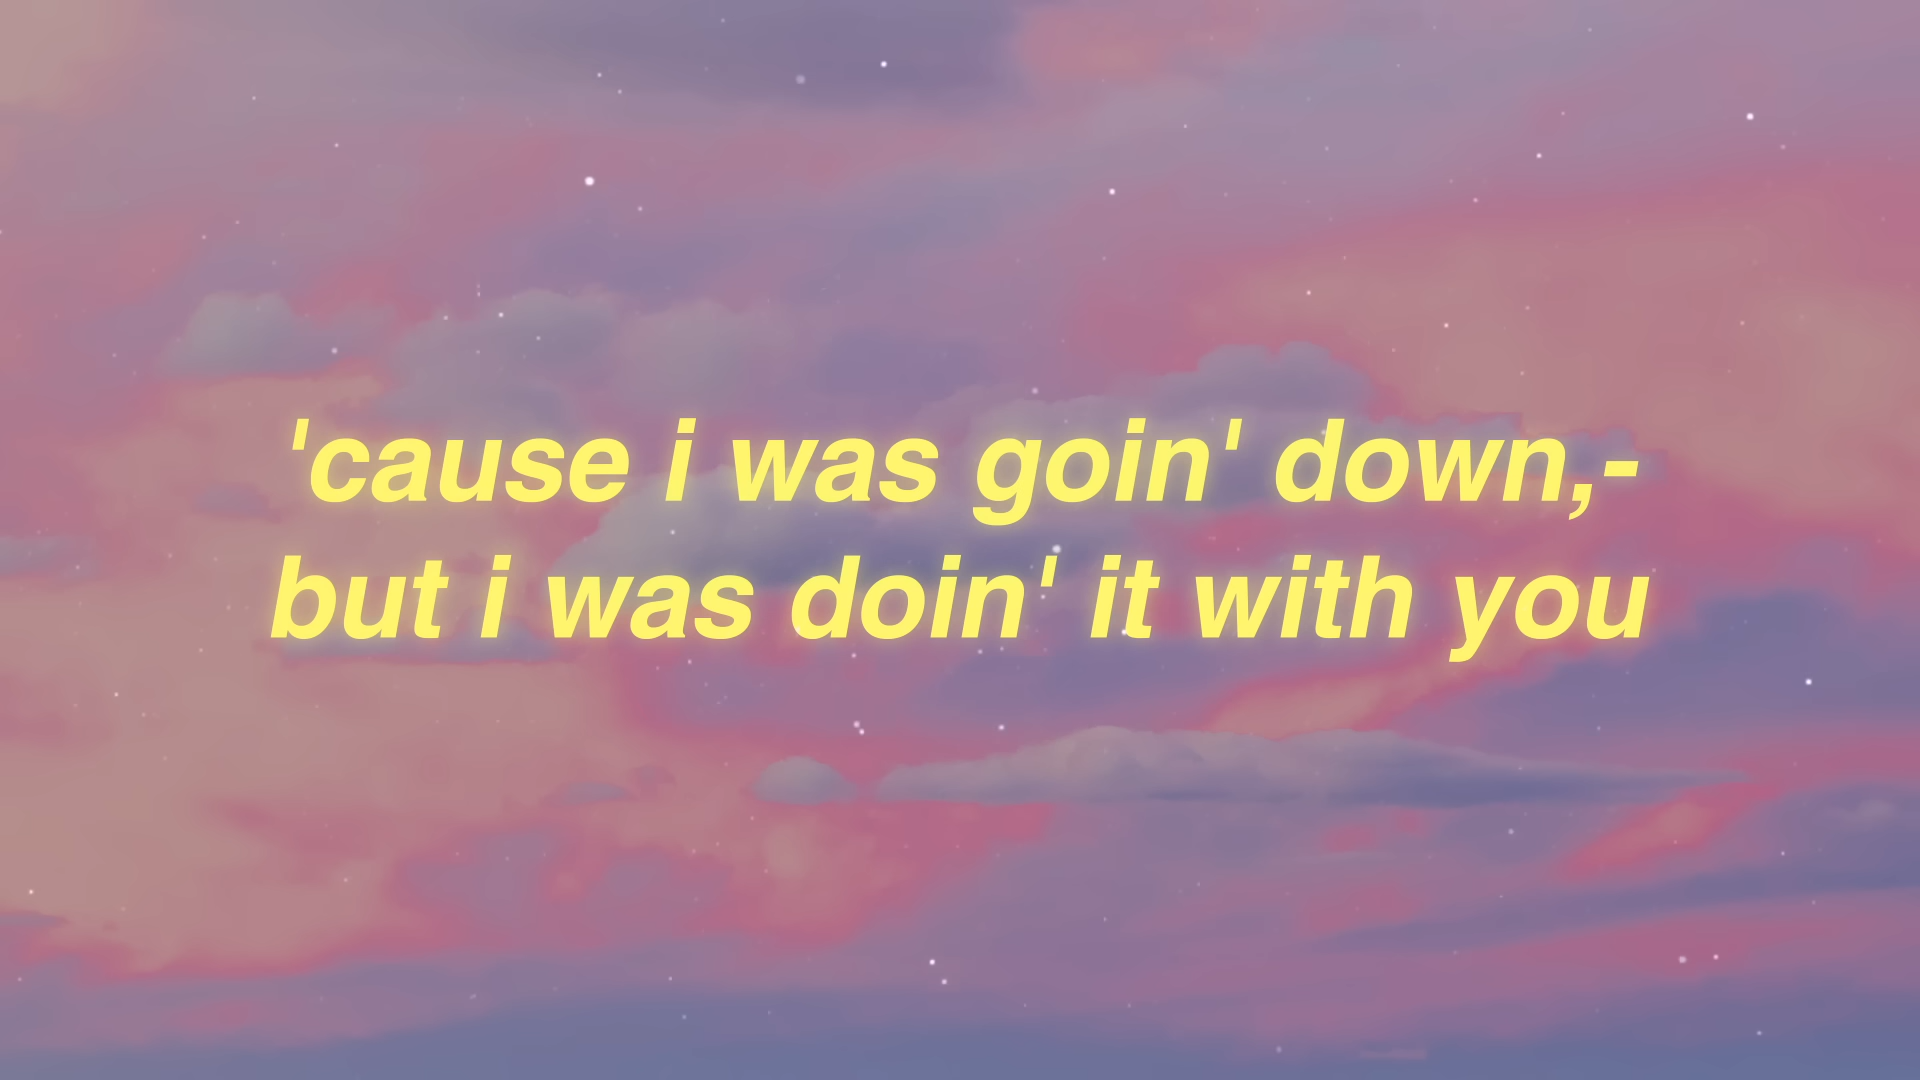 'cause i was goin' down,-
but i was doin' it with you